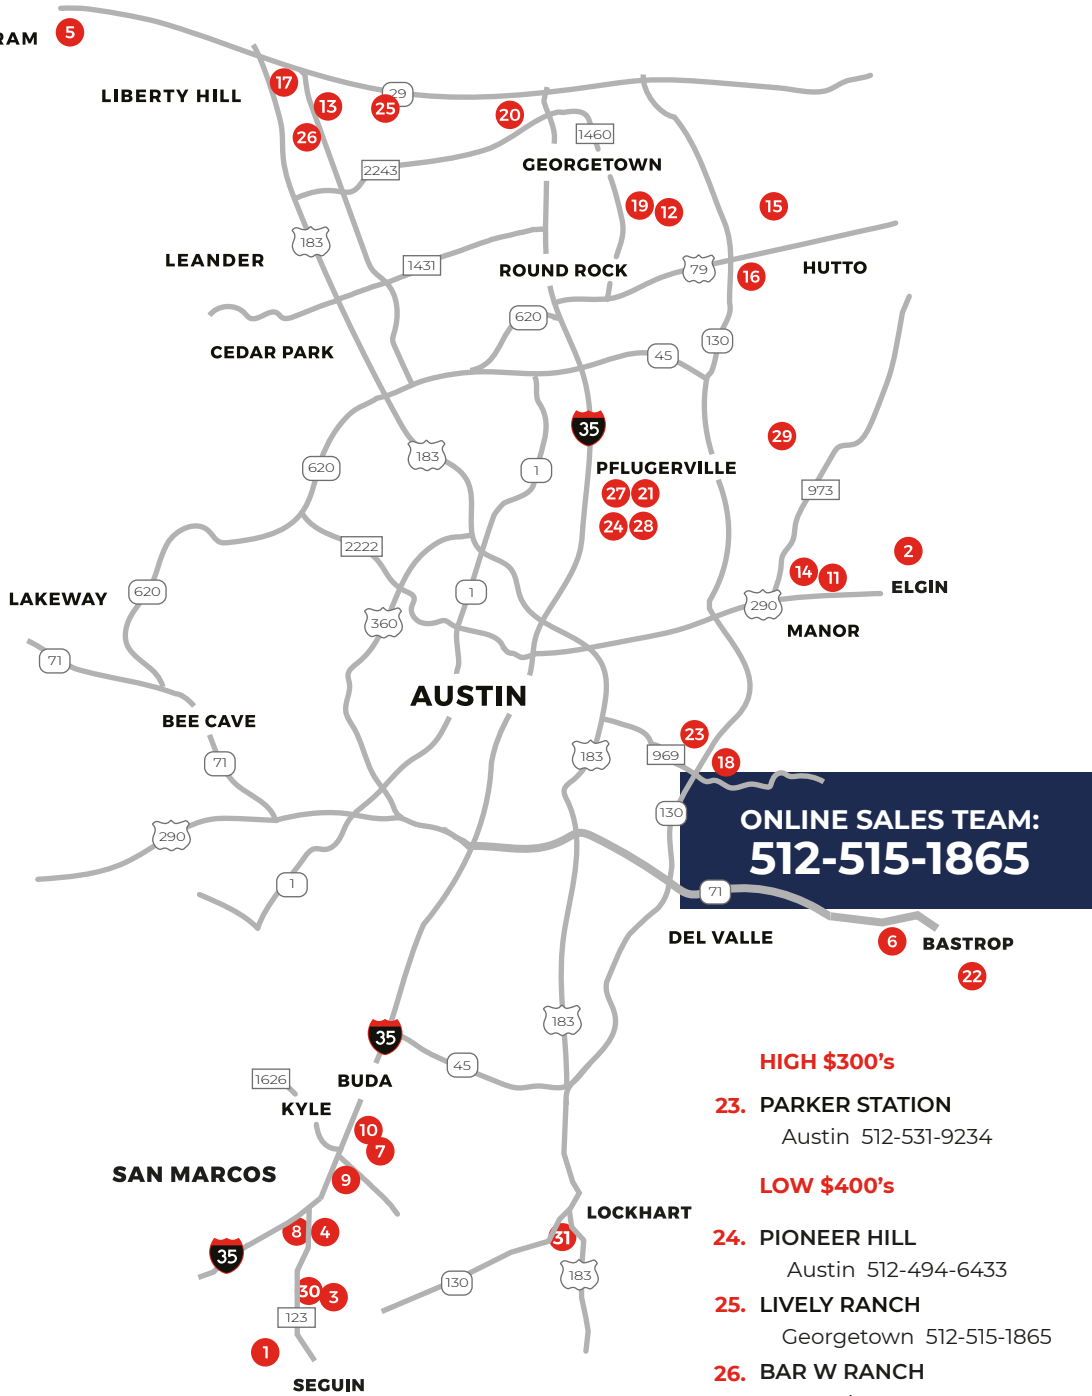 RAM
5
17
LIBERTY HILL
13
29
25
26
20
1460
GEORGETOWN
2243
19
12
15
183
LEANDER
1431
ROUND ROCK
79
16
HUTTO
620
130
CEDAR PARK
45
35
29
183
620
1
PFLUGERVILLE
27
21
973
24
28
2222
2
14
11
ELGIN
LAKEWAY
620
1
290
360
MANOR
71
AUSTIN
BEE CAVE
23
183
969
18
71
130
ONLINE SALES TEAM:
512-515-1865
290
1
71
DEL VALLE
6
BASTROP
22
183
35
45
1626
BUDA
KYLE
10
7
SAN MARCOS
9
8
4
35
LOCKHART
31
130
183
30
3
123
1
SEGUIN
HIGH $300's
23. PARKER STATION
Austin 512-531-9234
LOW $400's
24. PIONEER HILL
Austin 512-494-6433
25. LIVELY RANCH
Georgetown 512-515-1865
26. BAR W RANCH